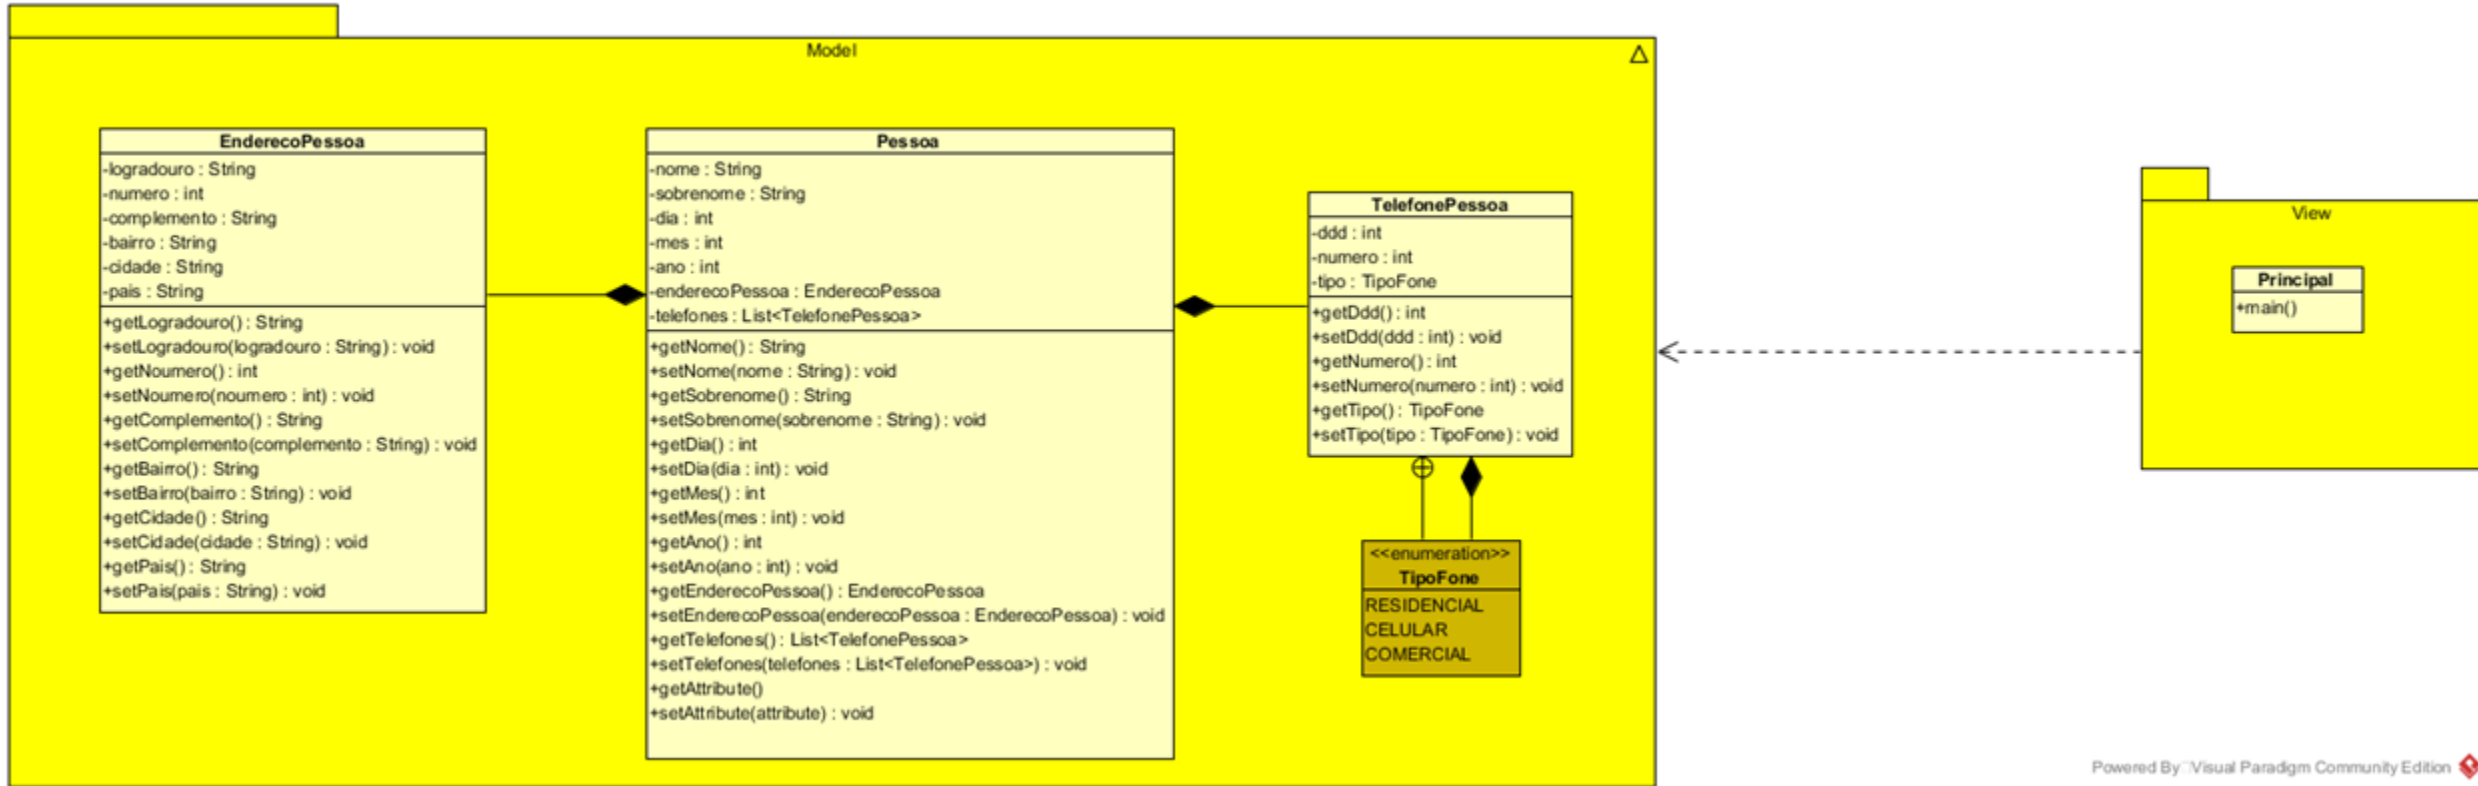 Model
EnderecoPessoa
-logradouro : String
-numero : int
-complemento : String
-bairro : String
-cidade : String
-pais : String
+getLogradouro() : String
+setLogradouro(logradouro : String) : void
+getNoumero() : int
+setNoumero(noumero : int) : void
+getComplemento() : String
+setComplemento(complemento : String) : void
+getBairro() : String
+setBairro(bairro : String) : void
+getCidade() : String
+setCidade(cidade : String) : void
+getPais() : String
+setPais(pais : String) : void
Pessoa
-nome : String
-sobrenome : String
-dia : int
-mes : int
-ano : int
-enderecoPessoa : EnderecoPessoa
-telefones : List<TelefonePessoa>
+getNome() : String
+setNome(nome : String) : void
+getSobrenome() : String
+setSobrenome(sobrenome : String) : void
+getDia() : int
+setDia(dia : int) : void
+getMes() : int
+setMes(mes : int) : void
+getAno() : int
+setAno(ano : int) : void
+getEnderecoPessoa() : EnderecoPessoa
+setEnderecoPessoa(enderecoPessoa : EnderecoPessoa) : void
+getTelefones() : List<TelefonePessoa>
+setTelefones(telefones : List<TelefonePessoa>) : void
+getAttribute()
+setAttribute(attribute) : void
TelefonePessoa
-ddd : int
-numero : int
-tipo : TipoFone
+getDdd() : int
+setDdd(ddd : int) : void
+getNumero() : int
+setNumero(numero : int) : void
+getTipo() : TipoFone
+setTipo(tipo : TipoFone) : void
<<enumeration>>
TipoFone
RESIDENCIAL
CELULAR
COMERCIAL
View
Principal
+main()
Powered By Visual Paradigm Community Edition